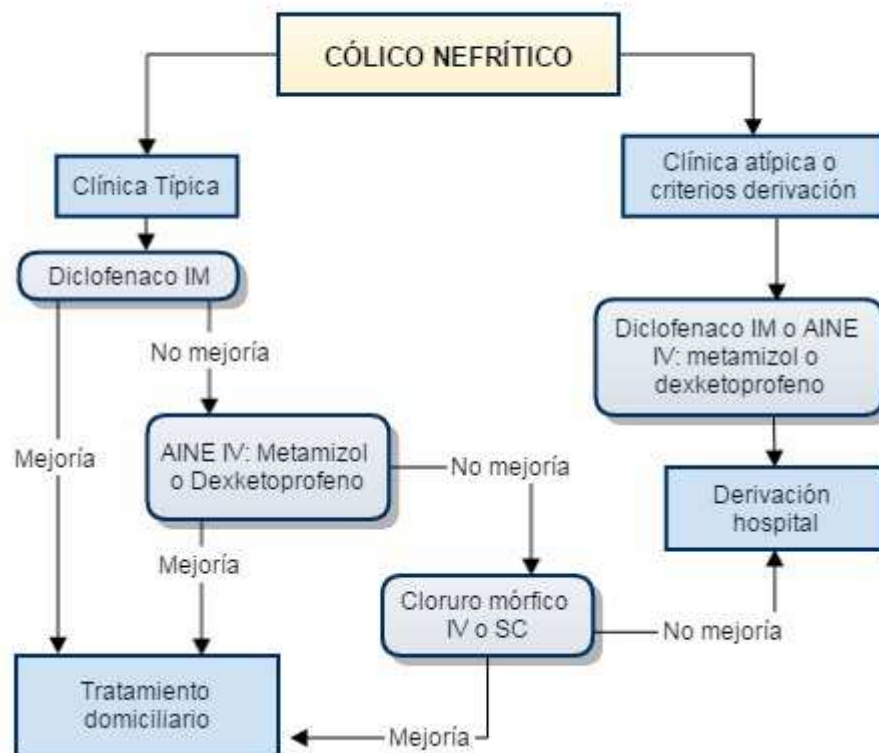 CÓLICO NEFRÍTICO
Clínica Típica
Clínica atípica o
criterios derivación
Diclofenaco IM
No mejoría
Diclofenaco IM o AINE
IV: metamizol o
dexketoprofeno
Mejoría
AINE IV: Metamizol
o Dexketoprofeno
No mejoría
Derivación
hospital
Mejoría
Cloruro mórfico
IV o SC
No mejoría
Tratamiento
domiciliario
Mejoría